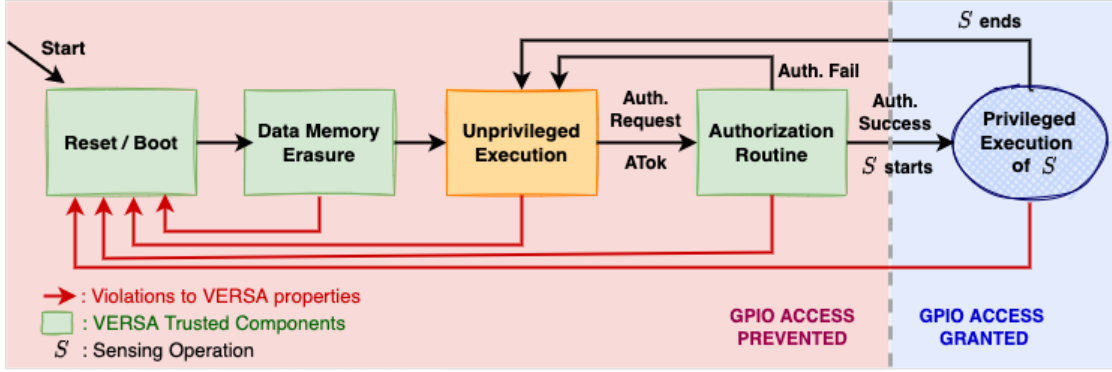 Start
S ends
Auth. Fail
Reset / Boot
Data Memory
Erasure
Unprivileged
Execution
Auth.
Request
ATok
Authorization
Routine
Auth.
Success
S starts
Privileged
Execution
of S
: Violations to VERSA properties
: VERSA Trusted Components
S : Sensing Operation
GPIO ACCESS
PREVENTED
GPIO ACCESS
GRANTED